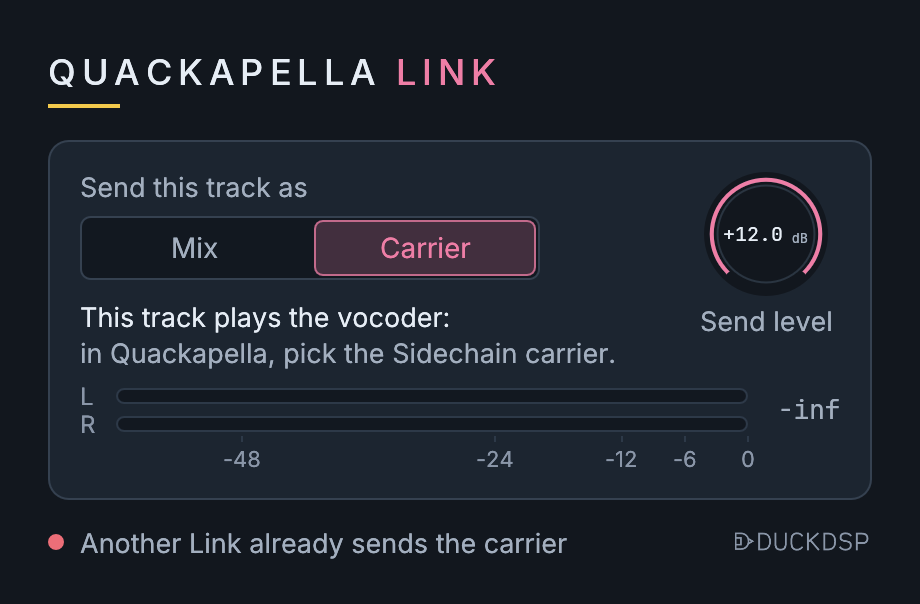 QUACKAPELLA LINK
Send this track as
Mix Carrier
+12.0 dB
Send level
This track plays the vocoder:
in Quackapella, pick the Sidechain carrier.
L
R
-inf
-48 -24 -12 -6 0
Another Link already sends the carrier
DUCKDSP